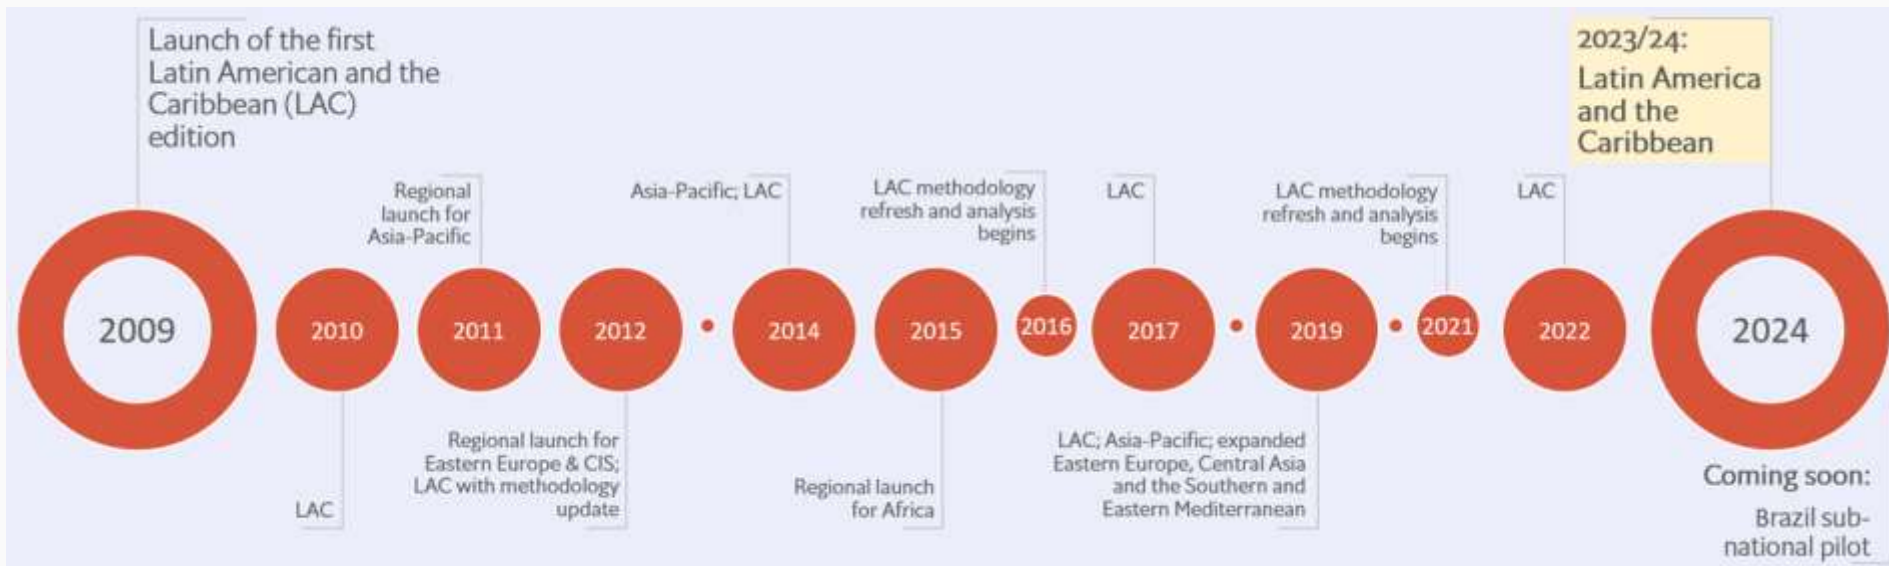 Launch of the first
Latin American and the
Caribbean (LAC)
edition
2023/24:
Latin America
and the
Caribbean
Regional
launch for
Asia-Pacific
Asia-Pacific; LAC
LAC methodology
refresh and analysis
begins
LAC
LAC methodology
refresh and analysis
begins
LAC
2009
2010
2011
2012
2014
2015
2016
2017
2019
2021
2022
2024
LAC
Regional launch for
Eastern Europe & CIS;
LAC with methodology
update
Regional launch
for Africa
LAC; Asia-Pacific; expanded
Eastern Europe, Central Asia
and the Southern and
Eastern Mediterranean
Coming soon:
Brazil sub-
national pilot